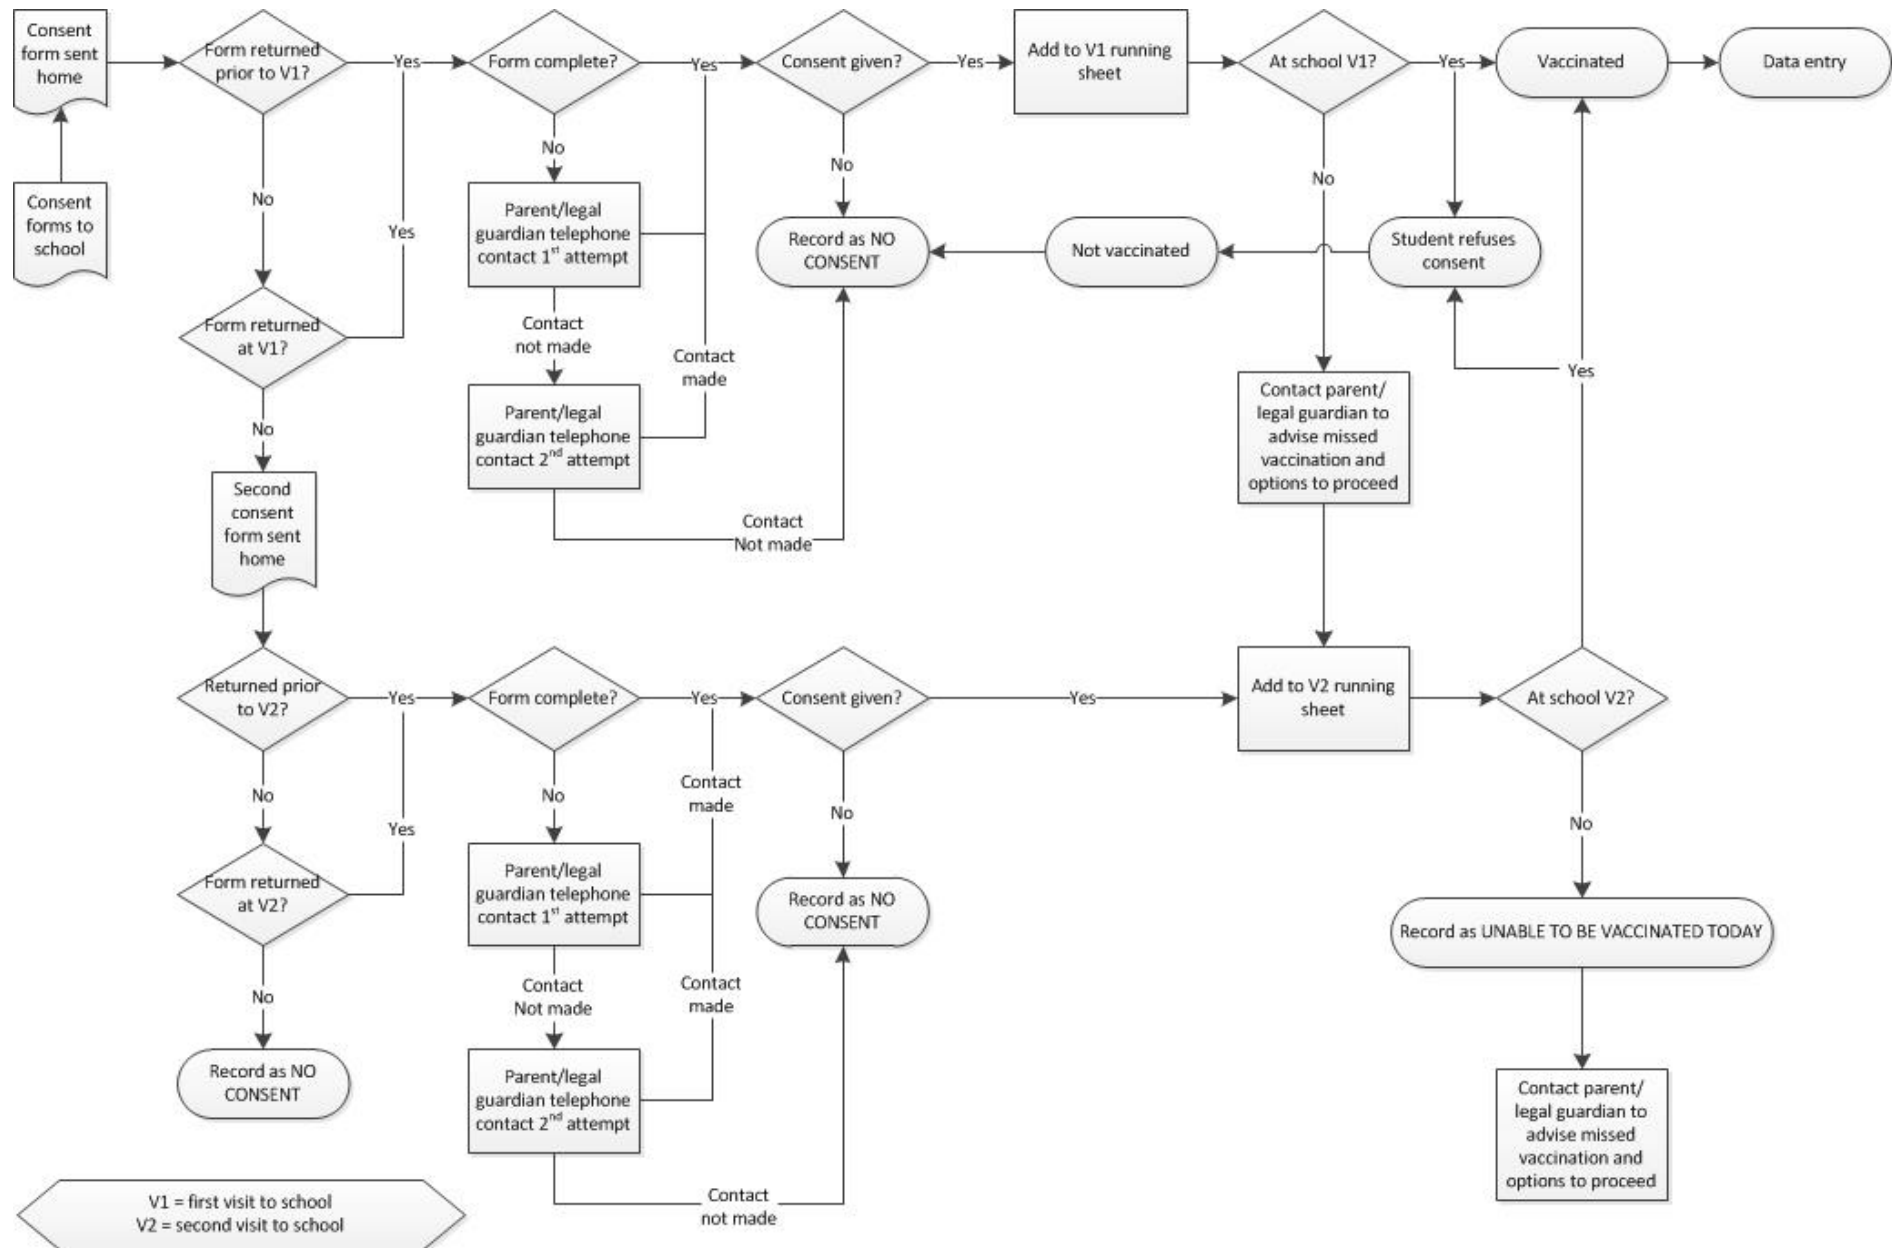 Consent
form sent
home
Form returned
prior to V1?
Yes
Form complete?
Yes
Consent given?
Yes
Add to V1 running
sheet
At school V1?
Yes
Vaccinated
Data entry
No
No
No
No
Consent
forms to
school
Yes
Parent/legal
guardian telephone
contact 1st attempt
Record as NO
CONSENT
Not vaccinated
Student refuses
consent
Form returned
at V1?
Contact
not made
Contact
made
Yes
No
Parent/legal
guardian telephone
contact 2nd attempt
Contact parent/
legal guardian to
advise missed
vaccination and
options to proceed
Second
consent
form sent
home
Contact
Not made
Returned prior
to V2?
Yes
Form complete?
Yes
Consent given?
Yes
Add to V2 running
sheet
At school V2?
No
No
Contact
made
No
No
Yes
Form returned
at V2?
Parent/legal
guardian telephone
contact 1st attempt
Record as NO
CONSENT
Record as UNABLE TO BE VACCINATED TODAY
No
Contact
Not made
Contact
made
Record as NO
CONSENT
Parent/legal
guardian telephone
contact 2nd attempt
Contact parent/
legal guardian to
advise missed
vaccination and
options to proceed
Contact
not made
V1 = first visit to school
V2 = second visit to school